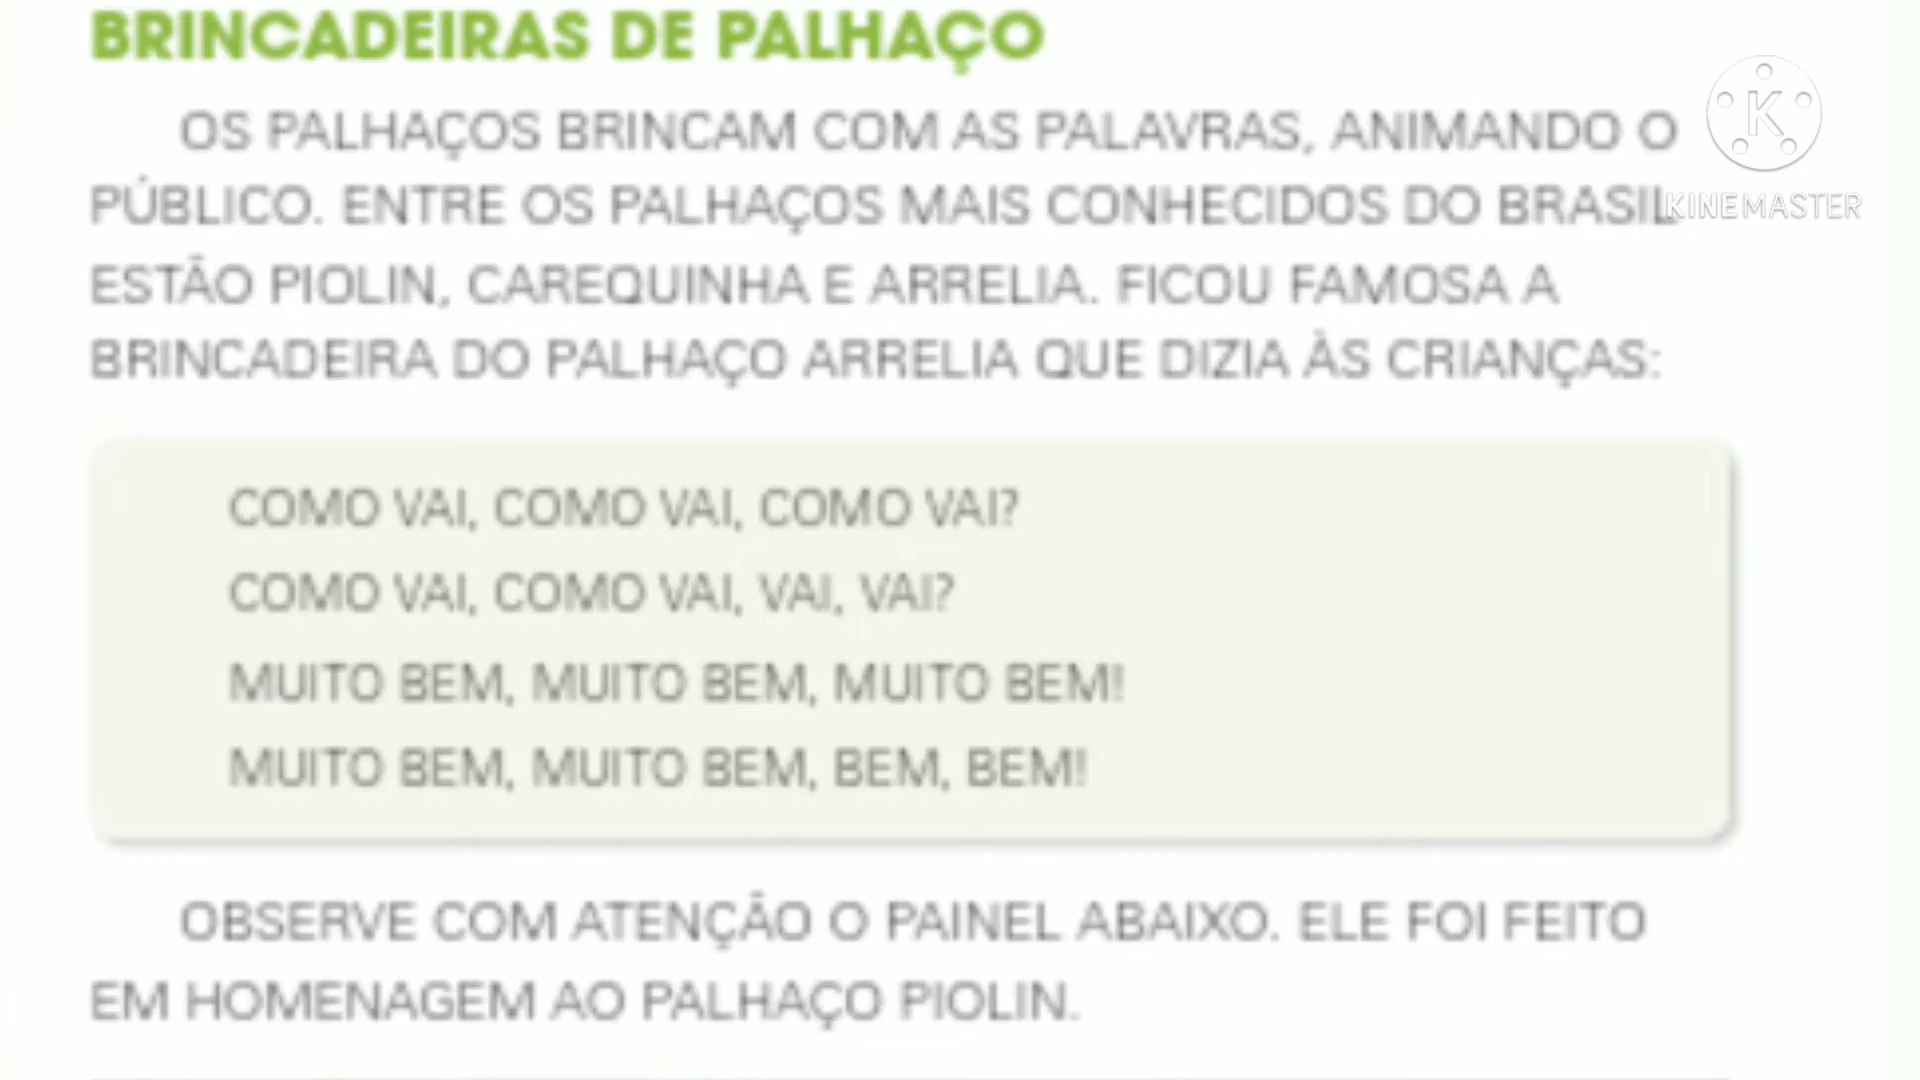 BRINCADEIRAS DE PALHAÇO
OS PALHAÇOS BRINCAM COM AS PALAVRAS, ANIMANDO O
PÚBLICO. ENTRE OS PALHAÇOS MAIS CONHECIDOS DO BRASIL
ESTÃO PIOLIN, CAREQUINHA E ARRELIA. FICOU FAMOSA A
BRINCADEIRA DO PALHAÇO ARRELIA QUE DIZIA ÀS CRIANÇAS:
COMO VAI, COMO VAI, COMO VAI?
COMO VAI, COMO VAI, VAI, VAI?
MUITO BEM, MUITO BEM, MUITO BEM!
MUITO BEM, MUITO BEM, BEM, BEM!
OBSERVE COM ATENÇÃO O PAINEL ABAIXO. ELE FOI FEITO
EM HOMENAGEM AO PALHAÇO PIOLIN.
K
KINEMASTER